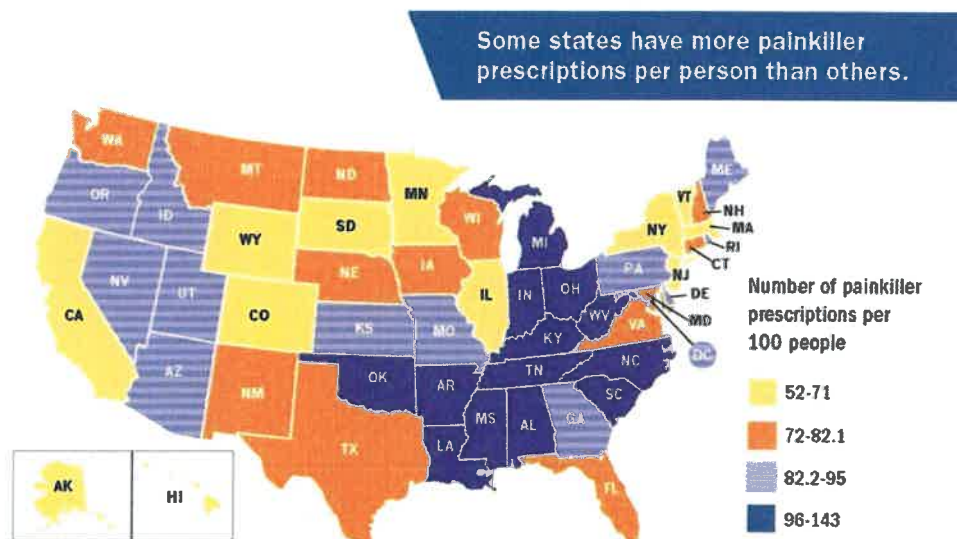 Some states have more painkiller
prescriptions per person than others.
WA
MT
ND
MN
OR
ID
WY
SD
WI
MI
NY
VT
ME
NH
MA
RI
CT
NJ
PA
DE
MD
DC
NV
UT
CA
CO
NE
IA
IL
IN
OH
WV
VA
KS
MO
KY
AZ
NM
OK
AR
TN
NC
SC
TX
LA
MS
AL
GA
FL
AK
HI
Number of painkiller
prescriptions per
100 people
52-71
72-82.1
82.2-95
96-143